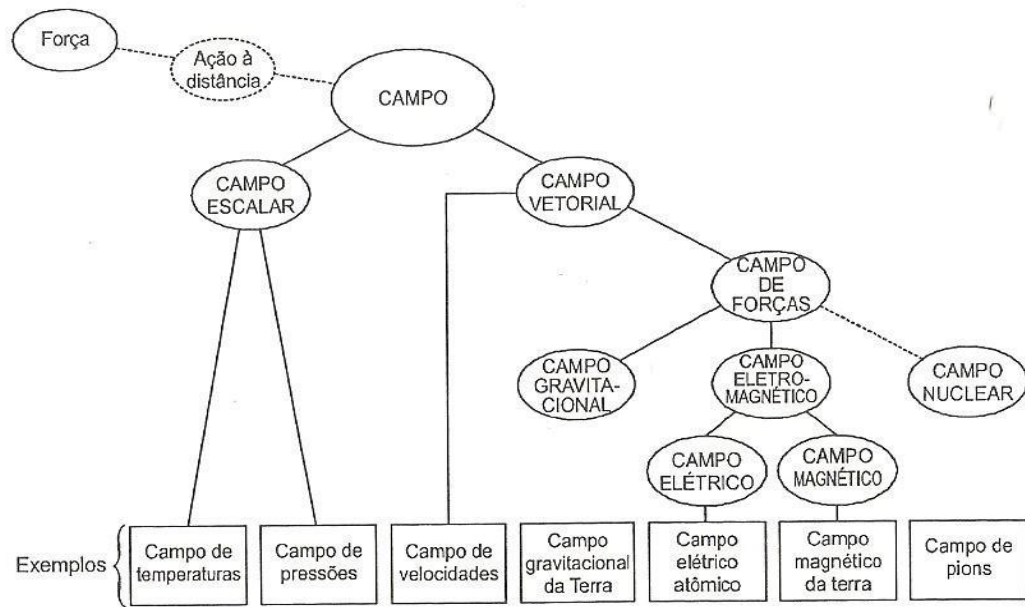 Força
Ação à
distância
CAMPO
CAMPO
ESCALAR
CAMPO
VETORIAL
CAMPO
DE
FORÇAS
CAMPO
GRAVITA-
CIONAL
CAMPO
ELETRO-
MAGNÉTICO
CAMPO
NUCLEAR
CAMPO
ELÉTRICO
CAMPO
MAGNÉTICO
Exemplos
Campo de
temperaturas
Campo de
pressões
Campo de
velocidades
Campo
gravitacional
da Terra
Campo
elétrico
atômico
Campo
magnético
da terra
Campo de
pions